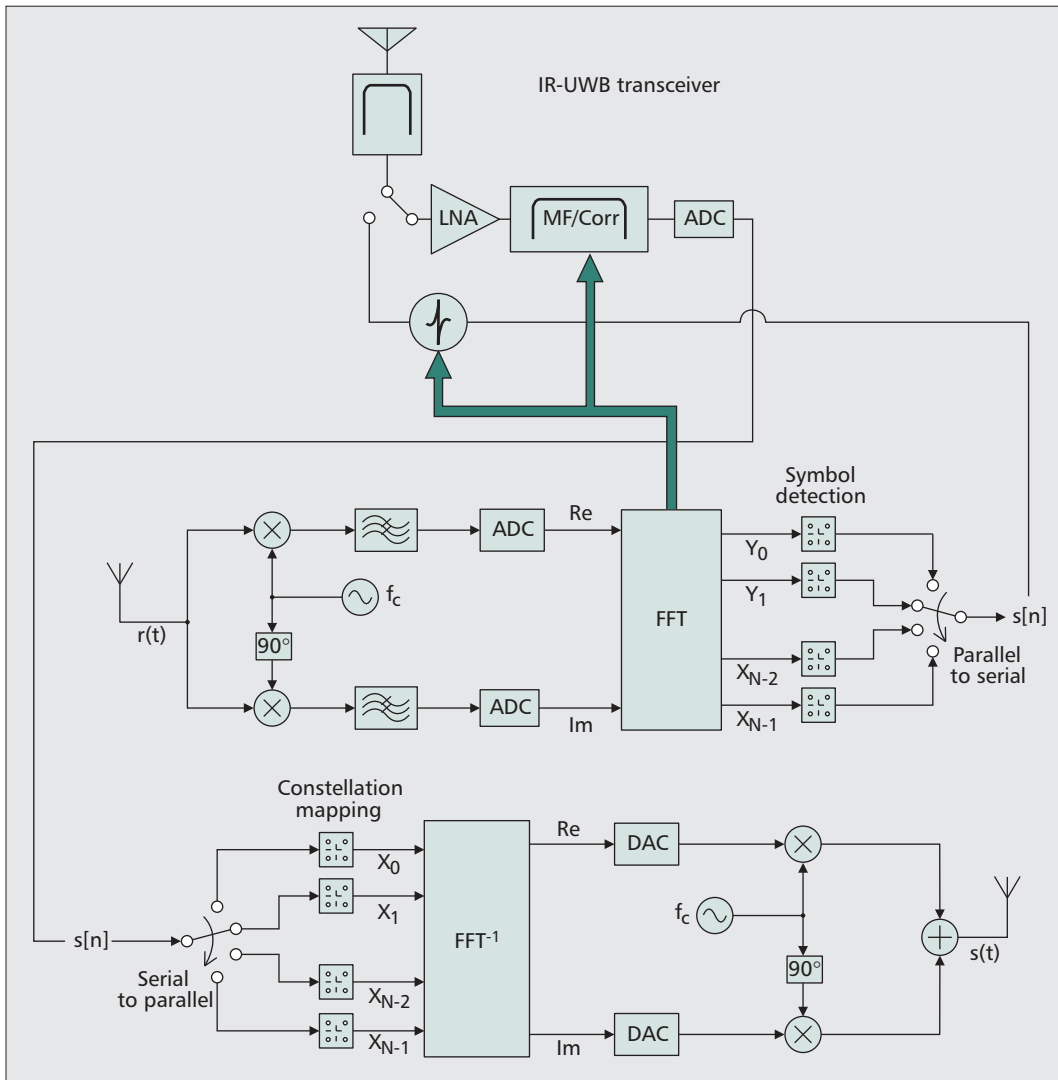 IR-UWB transceiver
LNA
MF/Corr
ADC
Symbol
detection
Re
ADC
Y0
Y1
fc
FFT
s[n]
r(t)
90°
XN-2
Parallel
to serial
ADC
Im
XN-1
Constellation
mapping
Re
DAC
X0
X1
fc
FFT-1
s[n]
s(t)
90°
Serial
to parallel
XN-2
XN-1
Im
DAC